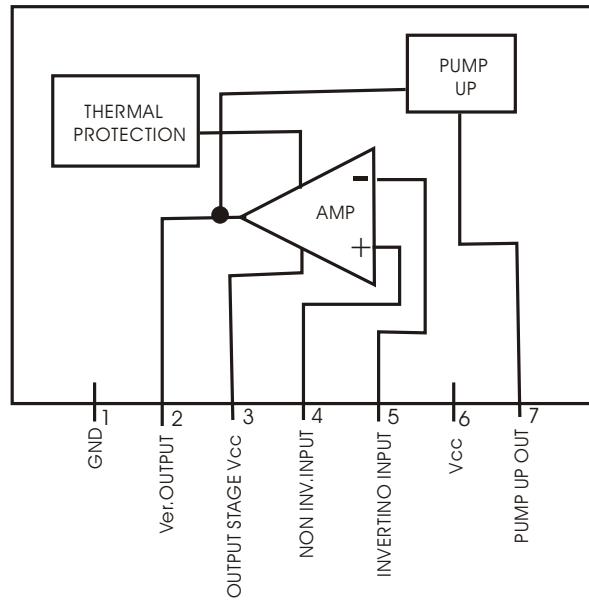 PUMP
UP
THERMAL
PROTECTION
AMP
-
+
1 2 3 4 5 6 7
GND
Ver.OUTPUT
OUTPUT STAGE Vcc
NON INV.INPUT
INVERTINO INPUT
Vcc
PUMP UP OUT